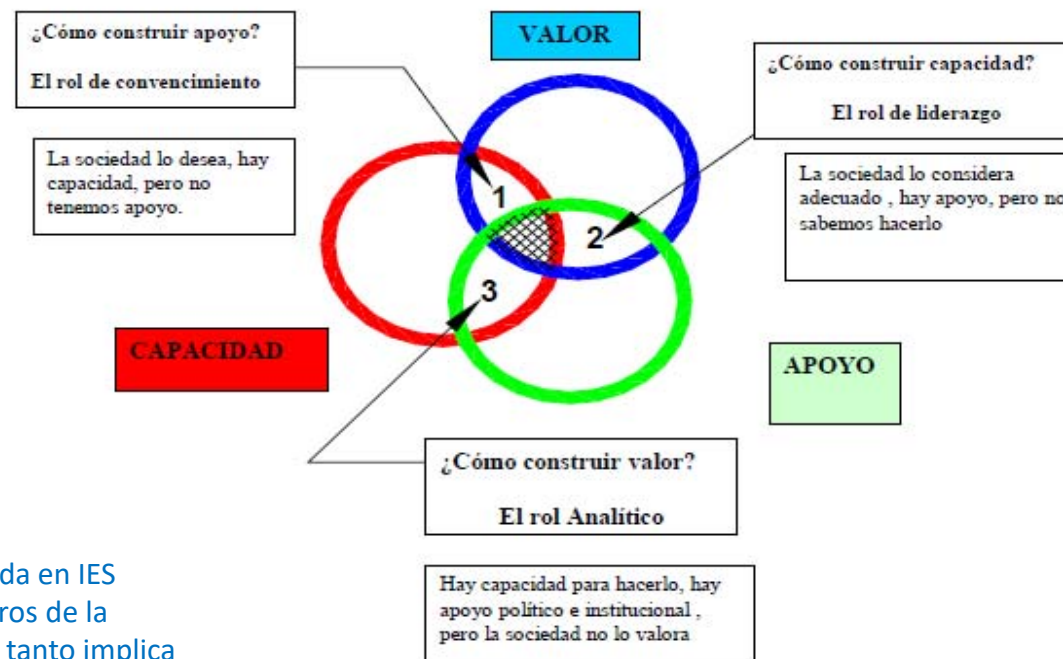 ¿Cómo construir apoyo?
El rol de convencimiento
La sociedad lo desea, hay
capacidad, pero no
tenemos apoyo.
VALOR
¿Cómo construir capacidad?
El rol de liderazgo
La sociedad lo considera
adecuado , hay apoyo, pero no
sabemos hacerlo
1
2
3
CAPACIDAD
APOYO
¿Cómo construir valor?
El rol Analítico
Hay capacidad para hacerlo, hay
apoyo político e institucional ,
pero la sociedad no lo valora
da en IES
ros de la
tanto implica